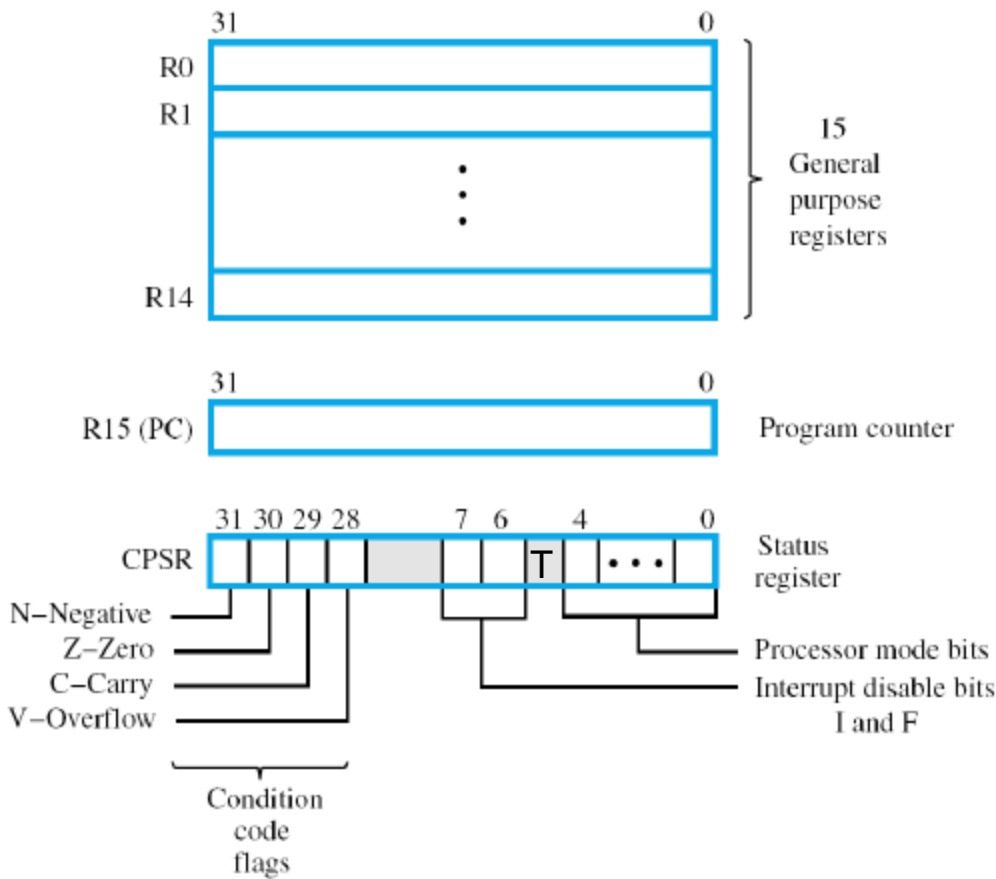 31 0
R0
R1
15
General
purpose
registers
R14
31 0
R15 (PC) Program counter
31 30 29 28 7 6 4 0
CPSR T Status
register
N–Negative
Z–Zero Processor mode bits
C–Carry Interrupt disable bits
V–Overflow I and F
Condition
code
flags